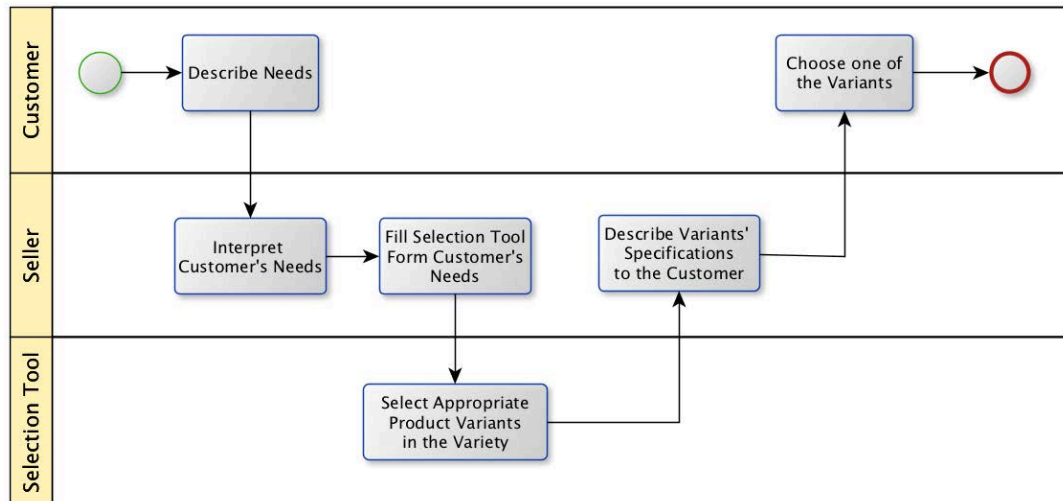 Customer
Describe Needs
Choose one of
the Variants
Seller
Interpret
Customer's Needs
Fill Selection Tool
Form Customer's
Needs
Describe Variants'
Specifications
to the Customer
Selection Tool
Select Appropriate
Product Variants
in the Variety